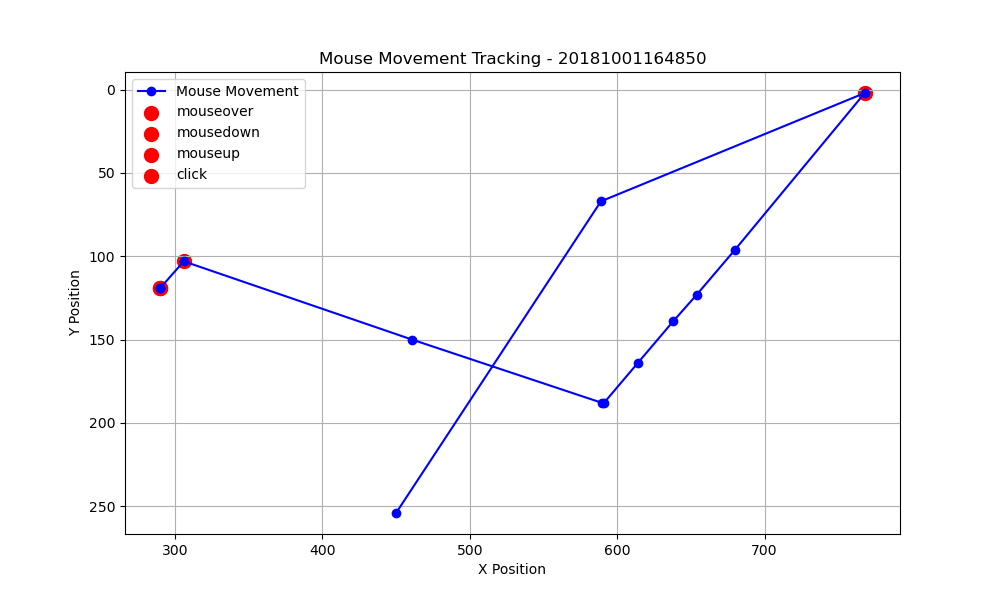 Mouse Movement Tracking - 20181001164850
Mouse Movement
mouseover
mousedown
mouseup
click
0
50
100
150
200
250
Y Position
300
400
500
600
700
X Position